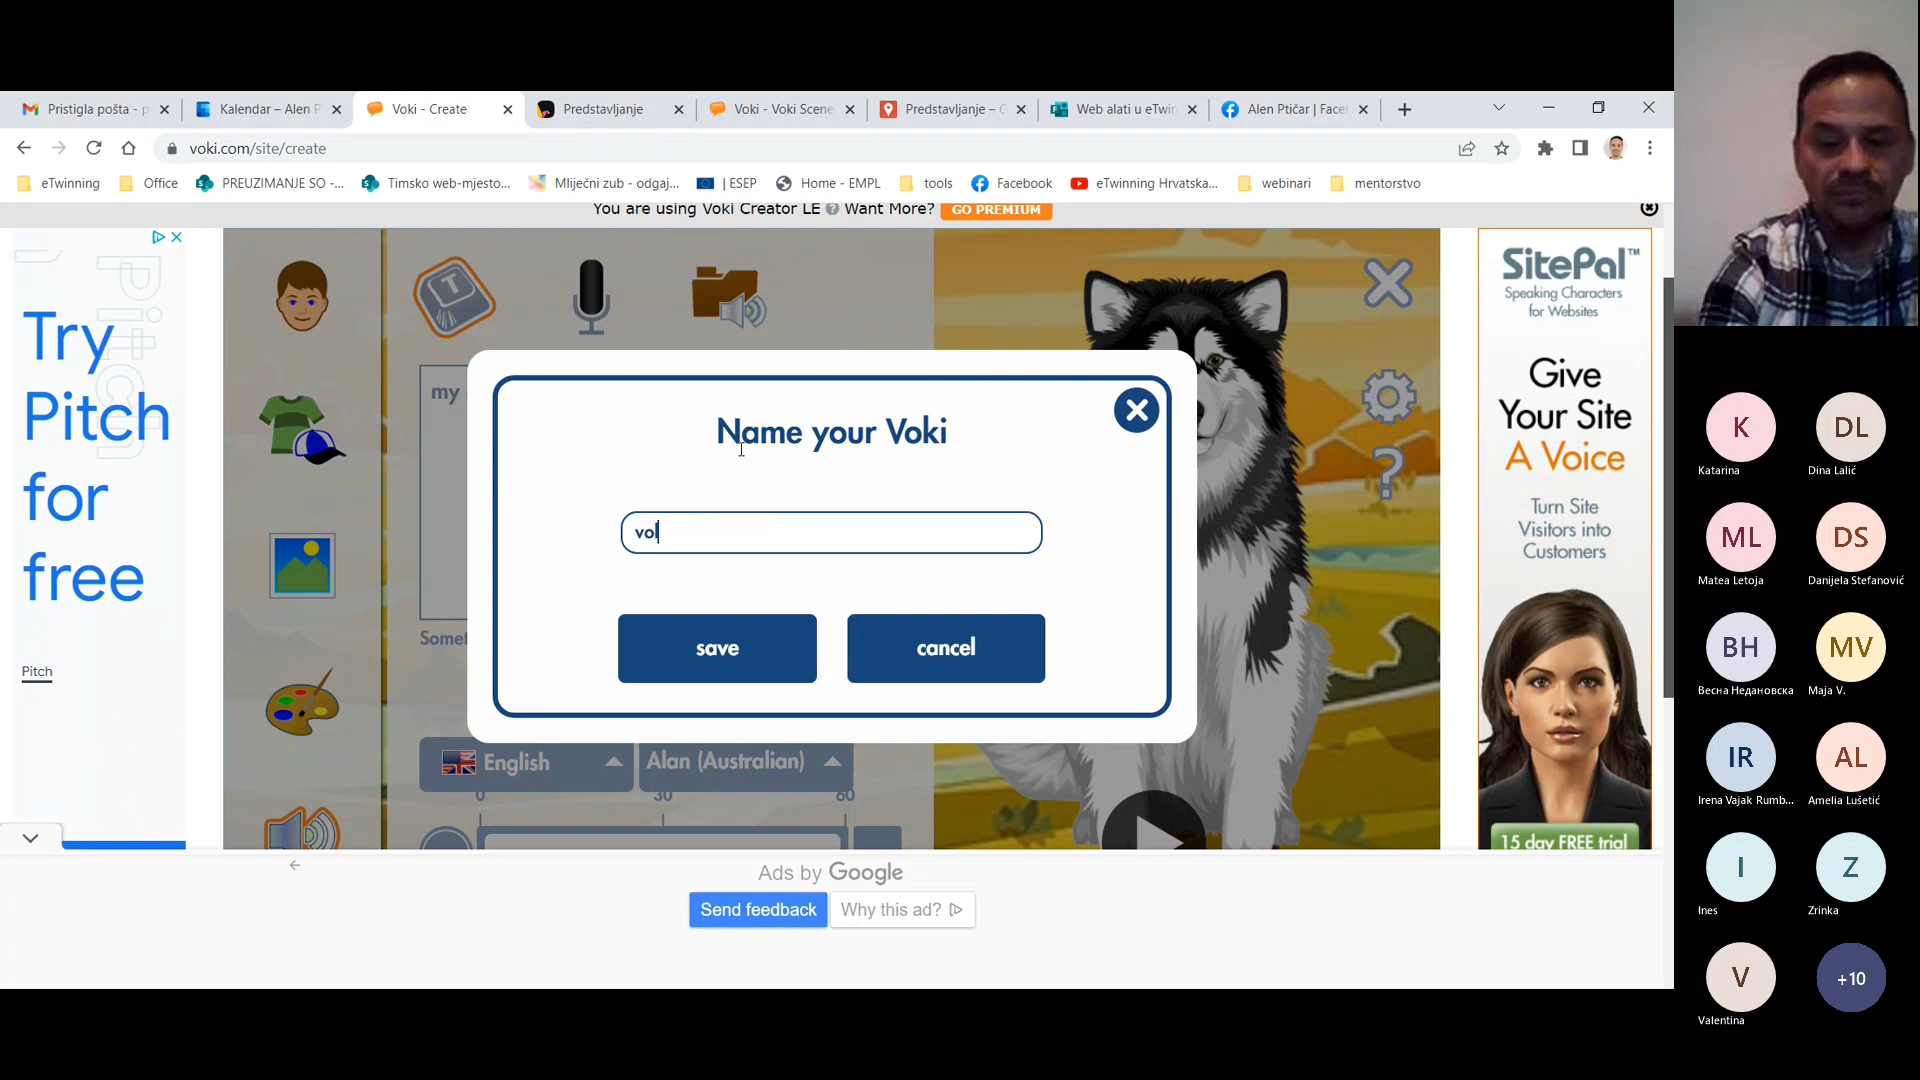 Pristigla pošta - p
Kalendar – Alen P
Voki - Create
Predstavljanje
Voki - Voki Scene
Predstavljanje – G
Web alati u eTwin
Alen Ptičar | Face
voki.com/site/create
eTwinning
Office
PREUZIMANJE SO -...
Timsko web-mjesto...
Mliječni zub - odgaj...
| ESEP
Home - EMPL
tools
Facebook
eTwinning Hrvatska...
webinari
mentorstvo
You are using Voki Creator LE ? Want More? GO PREMIUM
Try
Pitch
for
free
Pitch
T
my
Somet
Name your Voki
vol
save
cancel
English
Alan (Australian)
0
30
60
?
SitePal™
Speaking Characters
for Websites
Give
Your Site
A Voice
Turn Site
Visitors into
Customers
15 day FREE trial
Ads by Google
Send feedback
Why this ad?
K
Katarina
DL
Dina Lalić
ML
Matea Letoja
DS
Danijela Stefanović
BH
Весна Недановска
MV
Maja V.
IR
Irena Vajak Rumb...
AL
Amelia Lušetić
I
Ines
Z
Zrinka
V
Valentina
+10